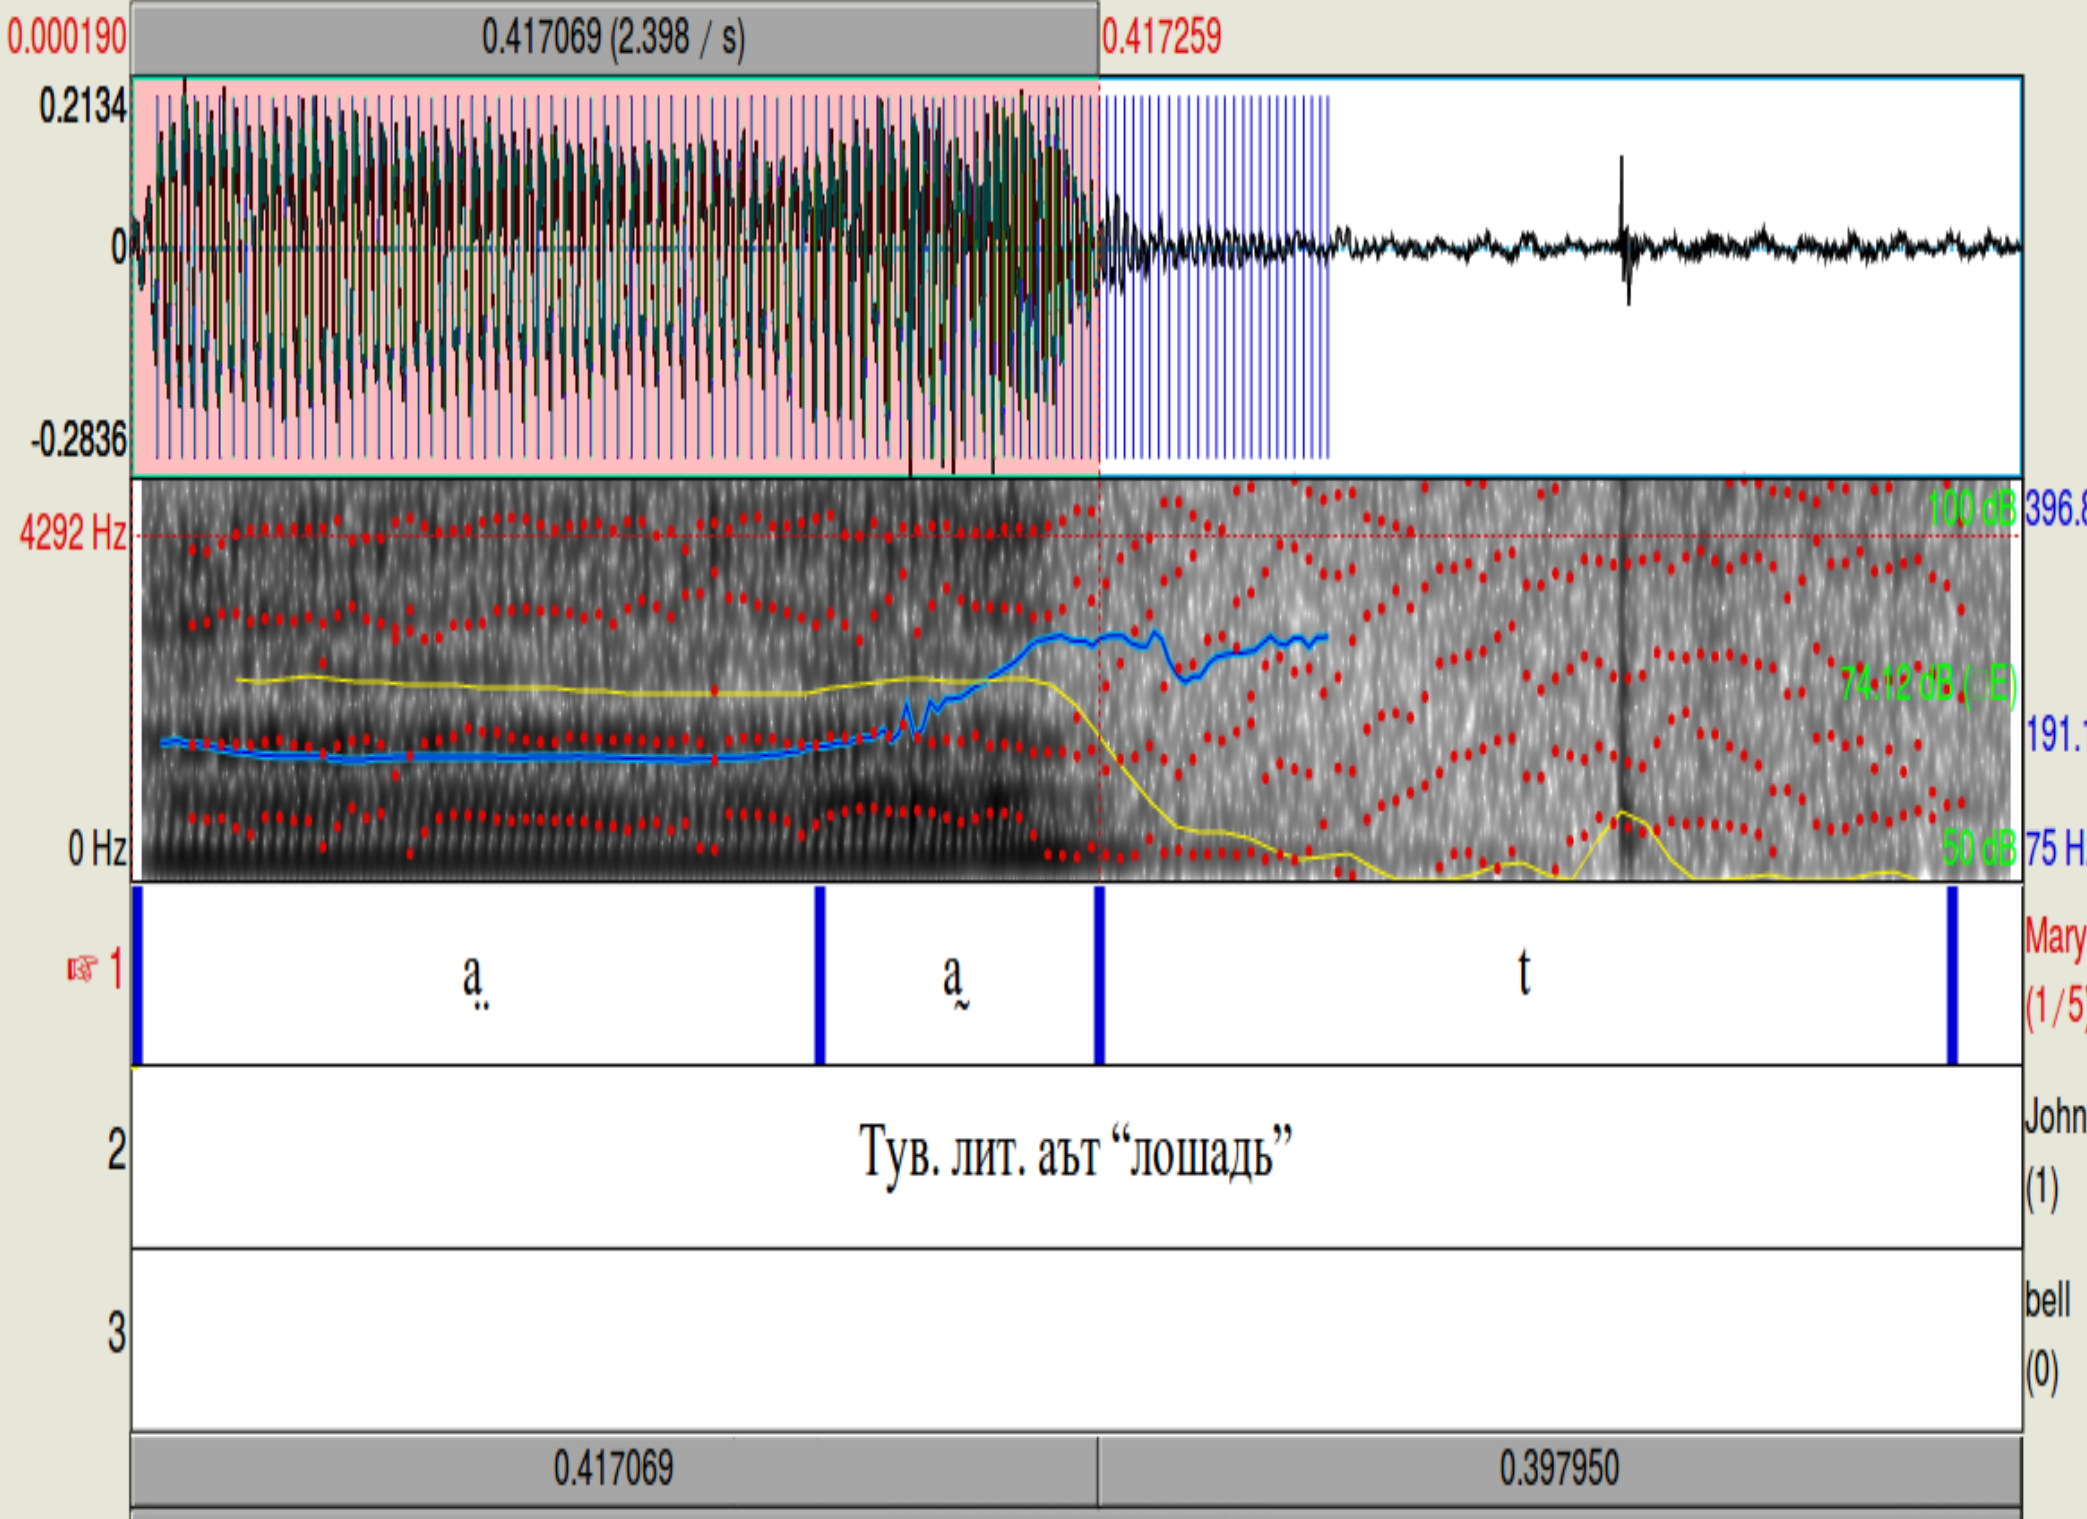 0.000190 0.417069 (2.398 / s) 0.417259
0.2134
0
-0.2836
4292 Hz 100 dB 396.8
74.12 dB (:E)
191.1
0 Hz 50 dB 75 H
☞ 1 a̤ a̰ t Mary
(1/5)
2 Тув. лит. аът “лошадь” John
(1)
3 bell
(0)
0.417069 0.397950